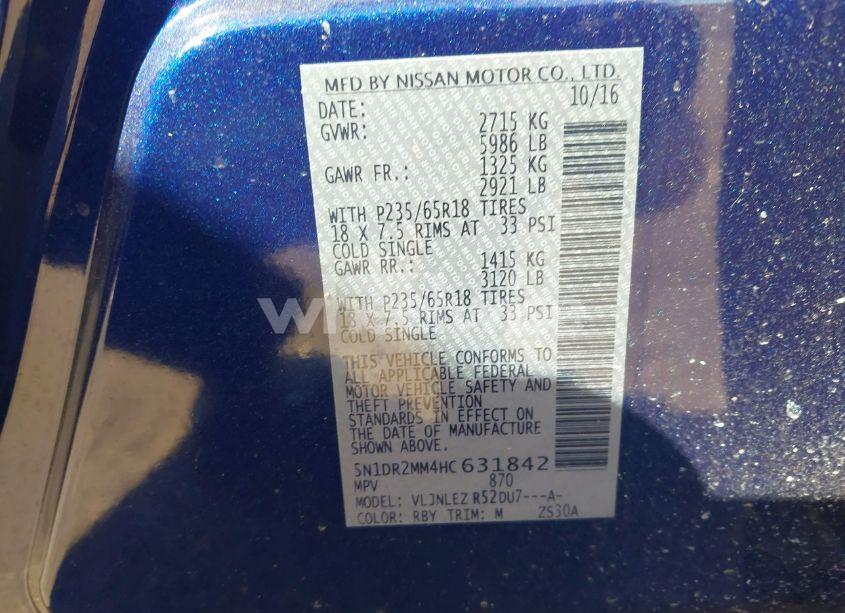 MFD BY NISSAN MOTOR CO., LTD.
DATE: 10/16
GVWR: 2715 KG
5986 LB
GAWR FR.: 1325 KG
2921 LB
WITH P235/65R18 TIRES
18 X 7.5 RIMS AT 33 PSI
COLD SINGLE
GAWR RR.: 1415 KG
3120 LB
WITH P235/65R18 TIRES
18 X 7.5 RIMS AT 33 PSI
COLD SINGLE
THIS VEHICLE CONFORMS TO
ALL APPLICABLE FEDERAL
MOTOR VEHICLE SAFETY AND
THEFT PREVENTION
STANDARDS IN EFFECT ON
THE DATE OF MANUFACTURE
SHOWN ABOVE.
5N1DR2MM4HC631842
MPV 870
MODEL: VLJNLEZ R52DU7---A-
COLOR: RBY TRIM: M ZS30A